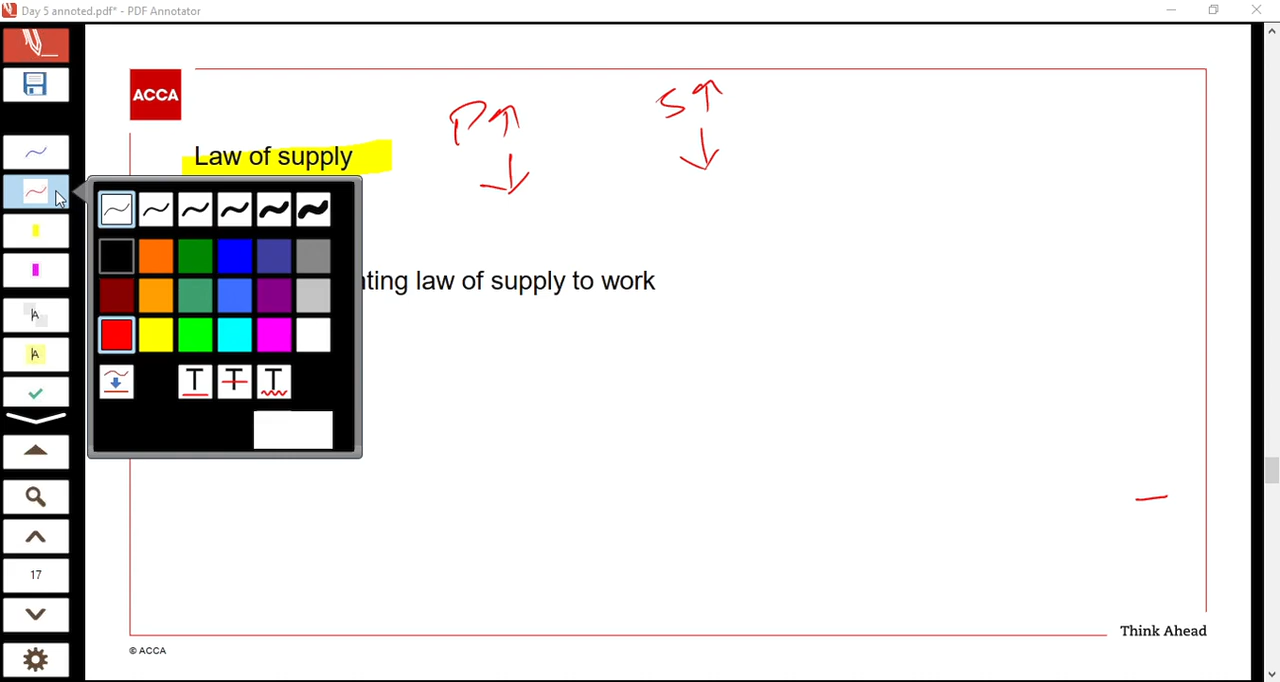 Day 5 annoted.pdf* - PDF Annotator
ACCA
P↑ S↑
↓ ↓
Law of supply
nting law of supply to work
A
A
T T T
17
Think Ahead
© ACCA